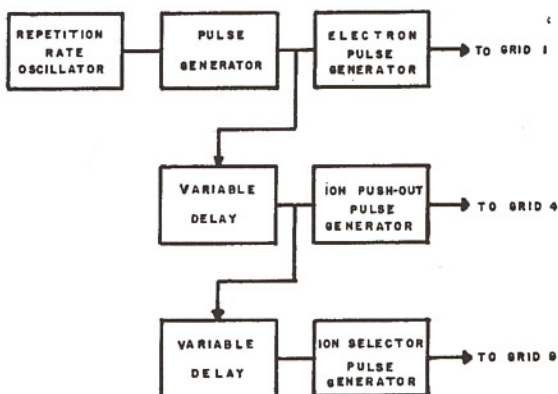 REPETITION
RATE
OSCILLATOR
PULSE
GENERATOR
ELECTRON
PULSE
GENERATOR
TO GRID 1
VARIABLE
DELAY
ION PUSH-OUT
PULSE
GENERATOR
TO GRID 4
VARIABLE
DELAY
ION SELECTOR
PULSE
GENERATOR
TO GRID